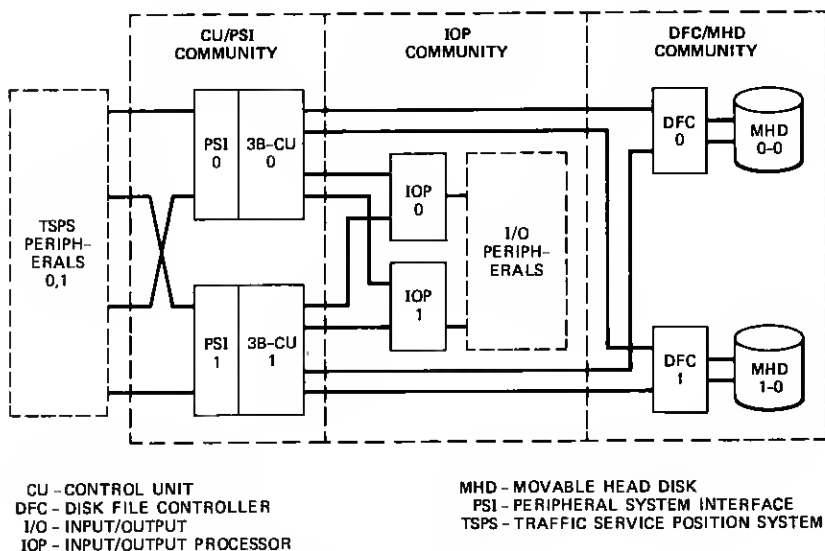 CU/PSI
COMMUNITY
IOP
COMMUNITY
DFC/MHD
COMMUNITY
TSPS
PERIPH-
ERALS
0,1
PSI
0
3B-CU
0
PSI
1
3B-CU
1
IOP
0
IOP
1
I/O
PERIPH-
ERALS
DFC
0
MHD
0-0
DFC
1
MHD
1-0
CU – CONTROL UNIT
DFC – DISK FILE CONTROLLER
I/O – INPUT/OUTPUT
IOP – INPUT/OUTPUT PROCESSOR
MHD – MOVABLE HEAD DISK
PSI – PERIPHERAL SYSTEM INTERFACE
TSPS – TRAFFIC SERVICE POSITION SYSTEM